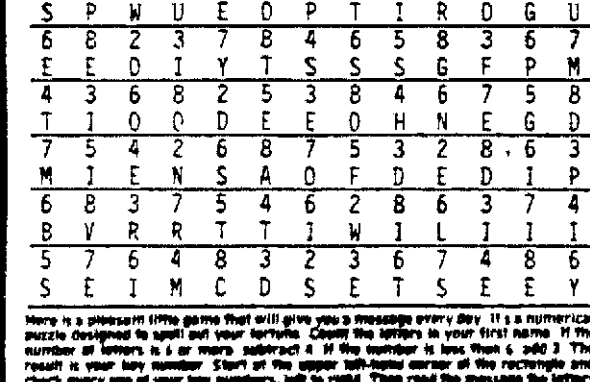 S P W U E O P T I R O G U
6 8 2 3 7 8 4 6 5 8 3 6 7
E E D I Y T S S S G F P M
4 3 6 8 2 5 3 8 4 6 7 5 8
T I O O D E E O H N E G D
7 5 4 2 6 8 7 5 3 2 8 6 3
M I E N S A O F D E D I P
6 8 3 7 5 4 6 2 8 6 3 7 4
B V R R T T I W I L I I I
5 7 6 4 8 3 2 3 6 7 4 8 6
S E I M C D S E T S E E Y
Here is a pleasant little game that will give you a message every day. It s a numerical
puzzle designed to spell out your fortune. Count the letters in your first name. If the
number of letters is 6 or more, subtract 4. If the number is less than 6, add 3. The
result is your key number. Start at the upper left-hand corner of the rectangle and
check every one of your key numbers, left to right. Then read the message the letters